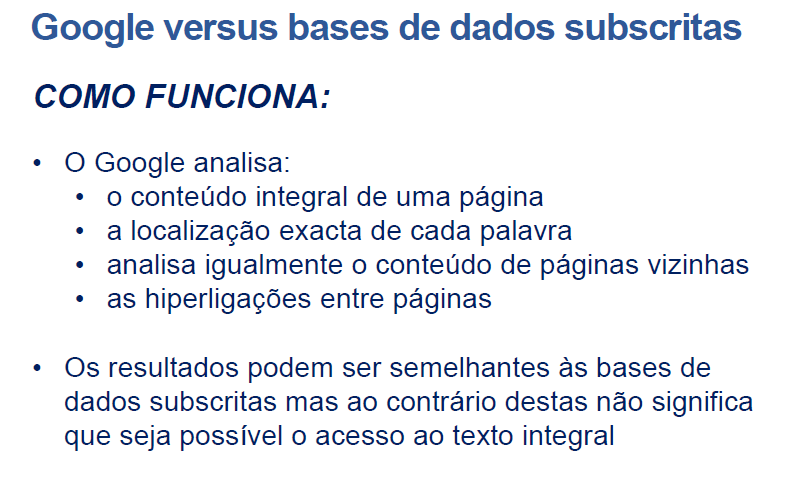 Google versus bases de dados subscritas
COMO FUNCIONA:
• O Google analisa:
• o conteúdo integral de uma página
• a localização exacta de cada palavra
• analisa igualmente o conteúdo de páginas vizinhas
• as hiperligações entre páginas
• Os resultados podem ser semelhantes às bases de
dados subscritas mas ao contrário destas não significa
que seja possível o acesso ao texto integral